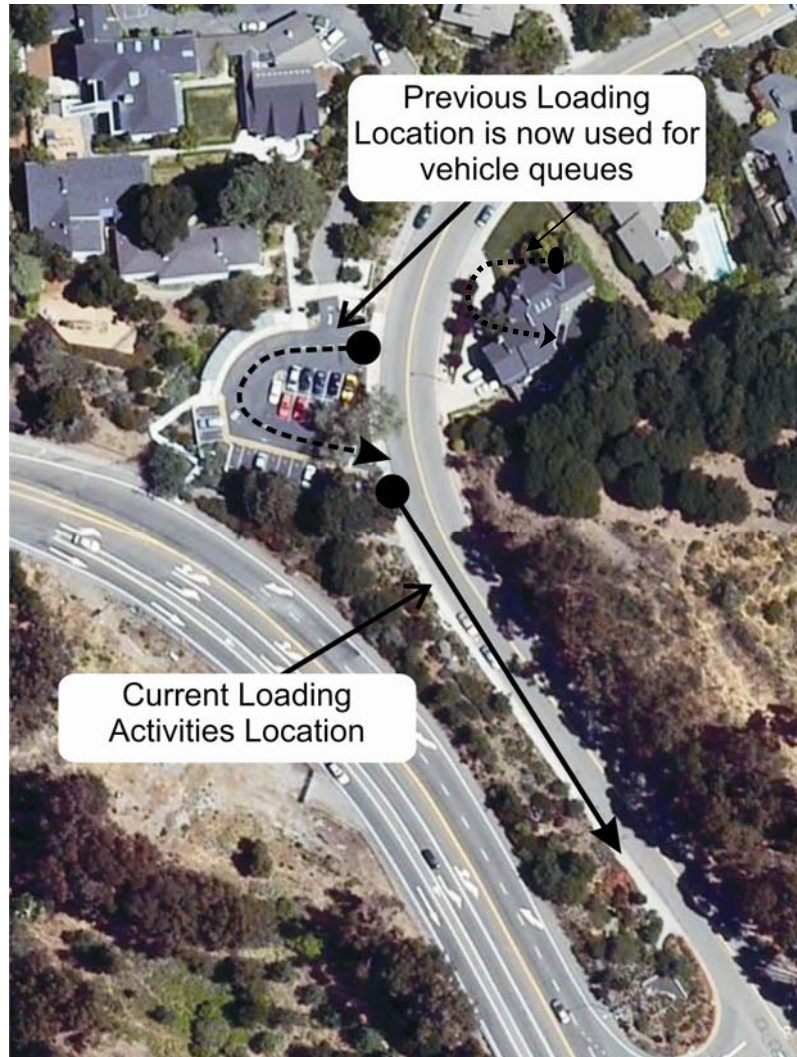 Previous Loading
Location is now used for
vehicle queues
Current Loading
Activities Location